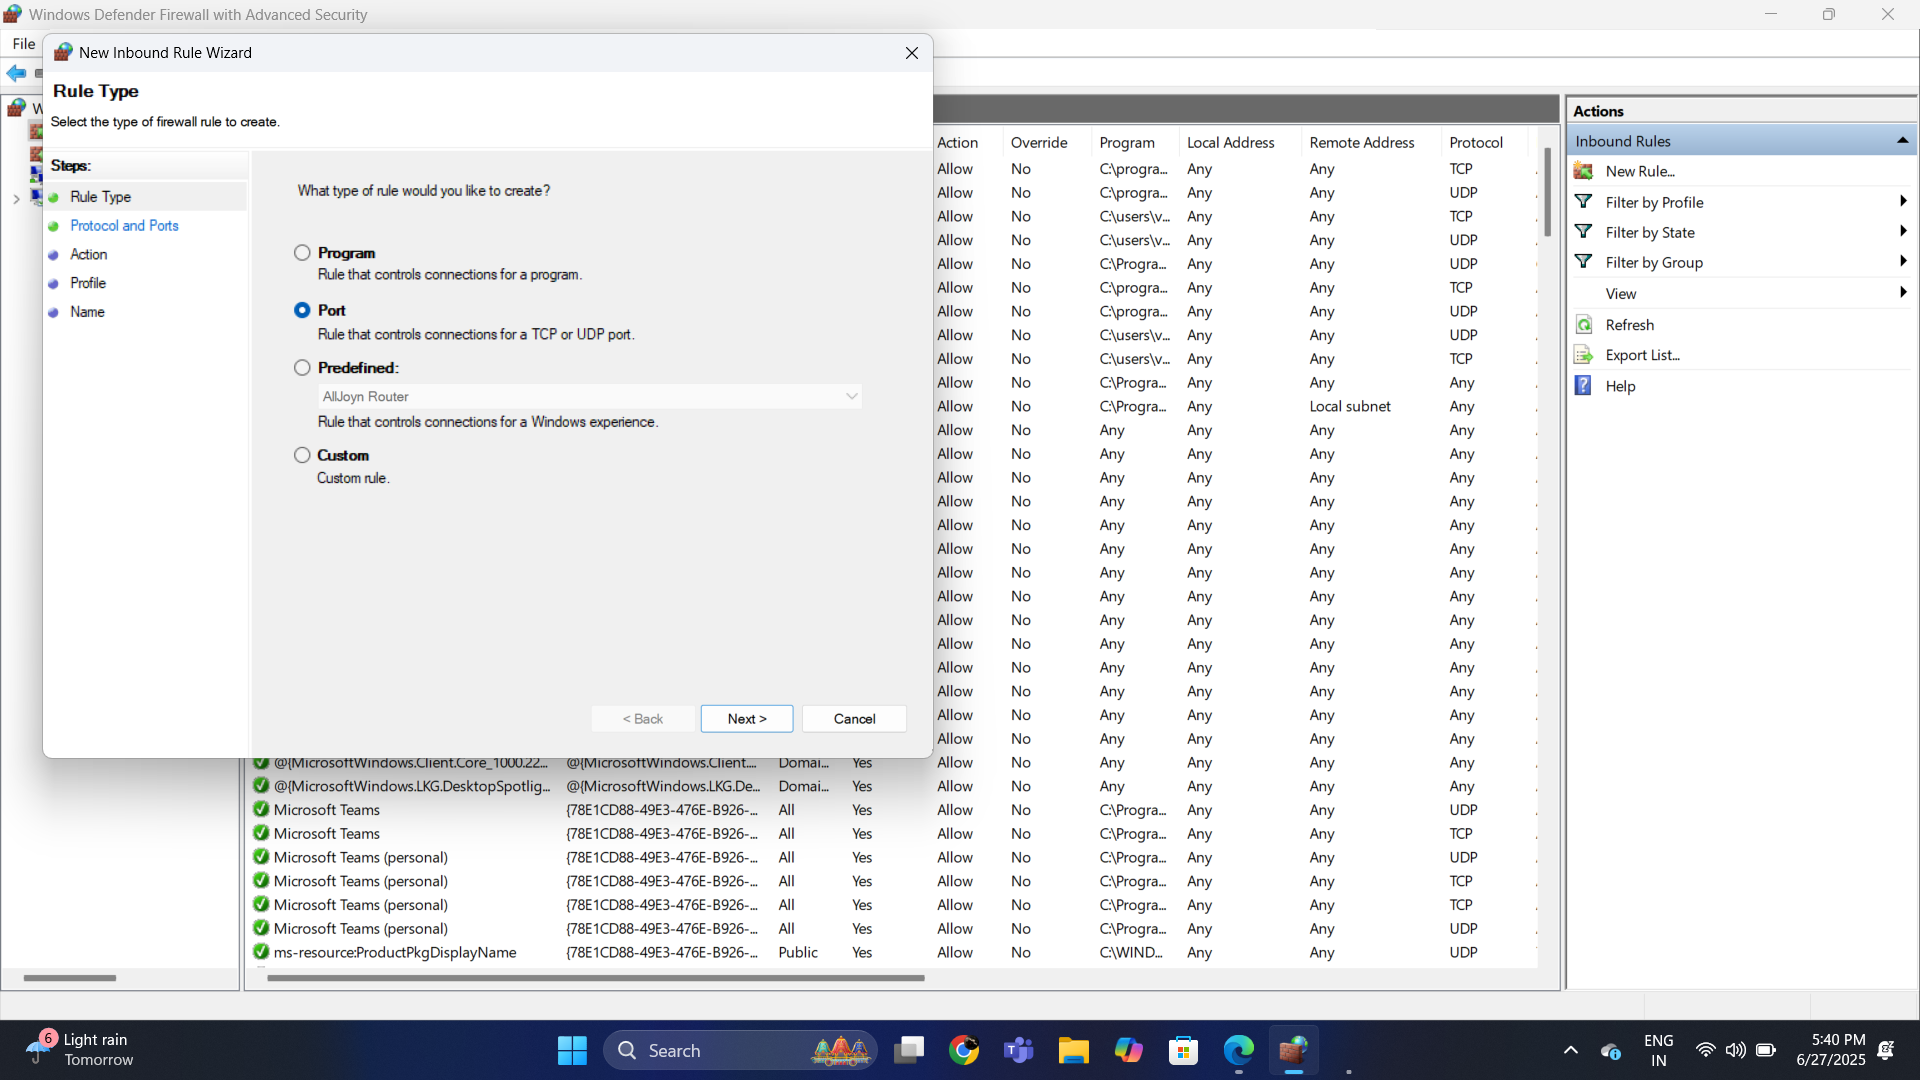 Windows Defender Firewall with Advanced Security
File
New Inbound Rule Wizard
Rule Type
Select the type of firewall rule to create.
Steps:
Rule Type
Protocol and Ports
Action
Profile
Name
What type of rule would you like to create?
Program
Rule that controls connections for a program.
Port
Rule that controls connections for a TCP or UDP port.
Predefined:
AllJoyn Router
Rule that controls connections for a Windows experience.
Custom
Custom rule.
< Back Next > Cancel
Action Override Program Local Address Remote Address Protocol
Allow No C:\progra... Any Any TCP
Allow No C:\progra... Any Any UDP
Allow No C:\users\v... Any Any TCP
Allow No C:\users\v... Any Any UDP
Allow No C:\Progra... Any Any UDP
Allow No C:\progra... Any Any TCP
Allow No C:\progra... Any Any UDP
Allow No C:\users\v... Any Any UDP
Allow No C:\users\v... Any Any TCP
Allow No C:\Progra... Any Any Any
Allow No C:\Progra... Any Local subnet Any
Allow No Any Any Any Any
Allow No Any Any Any Any
Allow No Any Any Any Any
Allow No Any Any Any Any
Allow No Any Any Any Any
Allow No Any Any Any Any
Allow No Any Any Any Any
Allow No Any Any Any Any
Allow No Any Any Any Any
Allow No Any Any Any Any
Allow No Any Any Any Any
Allow No Any Any Any Any
Allow No Any Any Any Any
Allow No Any Any Any Any
@{MicrosoftWindows.Client.Core_1000.22... @{MicrosoftWindows.Client.... Domai... Yes Allow No Any Any Any Any
@{MicrosoftWindows.LKG.DesktopSpotlig... @{MicrosoftWindows.LKG.De... Domai... Yes Allow No Any Any Any Any
Microsoft Teams {78E1CD88-49E3-476E-B926-... All Yes Allow No C:\Progra... Any Any UDP
Microsoft Teams {78E1CD88-49E3-476E-B926-... All Yes Allow No C:\Progra... Any Any TCP
Microsoft Teams (personal) {78E1CD88-49E3-476E-B926-... All Yes Allow No C:\Progra... Any Any UDP
Microsoft Teams (personal) {78E1CD88-49E3-476E-B926-... All Yes Allow No C:\Progra... Any Any TCP
Microsoft Teams (personal) {78E1CD88-49E3-476E-B926-... All Yes Allow No C:\Progra... Any Any TCP
Microsoft Teams (personal) {78E1CD88-49E3-476E-B926-... All Yes Allow No C:\Progra... Any Any UDP
ms-resource:ProductPkgDisplayName {78E1CD88-49E3-476E-B926-... Public Yes Allow No C:\WIND... Any Any UDP
Actions
Inbound Rules
New Rule...
Filter by Profile
Filter by State
Filter by Group
View
Refresh
Export List...
Help
6
Light rain
Tomorrow
Search
ENG
IN
5:40 PM
6/27/2025